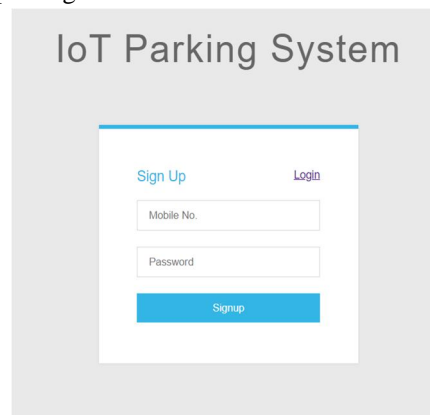 IoT Parking System
Sign Up Login
Mobile No.
Password
Signup